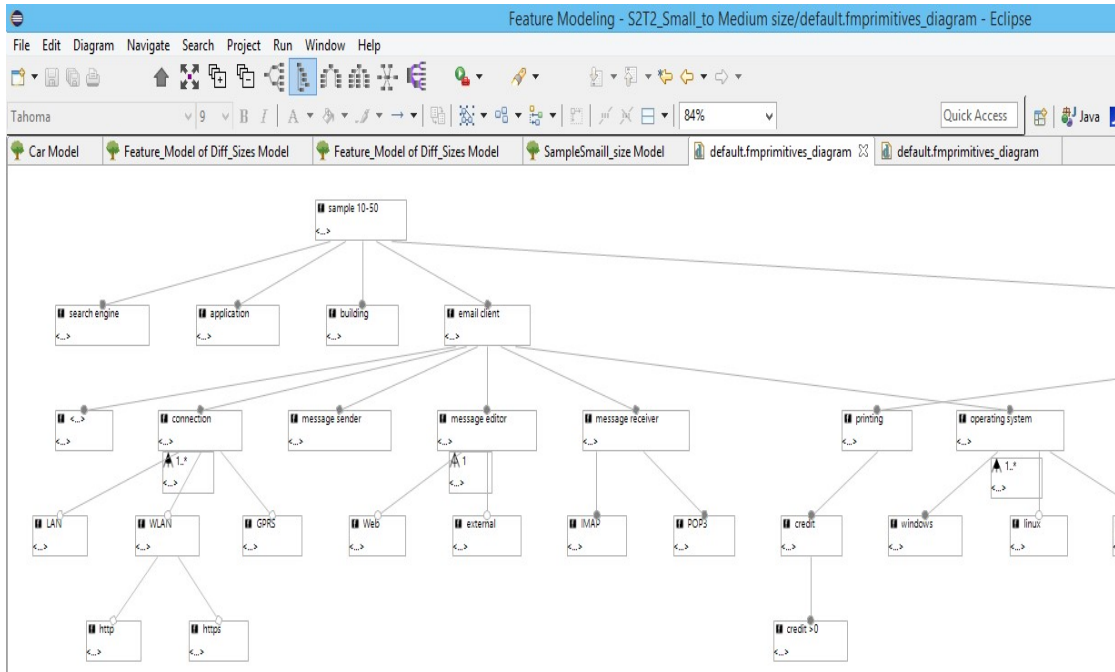 Feature Modeling - S2T2_Small_to Medium size/default.fmprimitives_diagram - Eclipse
File Edit Diagram Navigate Search Project Run Window Help
Tahoma 9 B I A 84% Quick Access Java
Car Model Feature_Model of Diff_Sizes Model Feature_Model of Diff_Sizes Model SampleSmaill_size Model default.fmprimitives_diagram default.fmprimitives_diagram
sample 10-50
<...>
search engine application building email client
<...> <...> <...> <...>
<...> connection message sender message editor message receiver printing operating system
<...> <...> <...> <...> <...> <...> <...>
1..* 1 1..*
<...> <...> <...>
LAN WLAN GPRS Web external IMAP POP3 credit windows linux
<...> <...> <...> <...> <...> <...> <...> <...> <...> <...>
http https credit >0
<...> <...> <...>